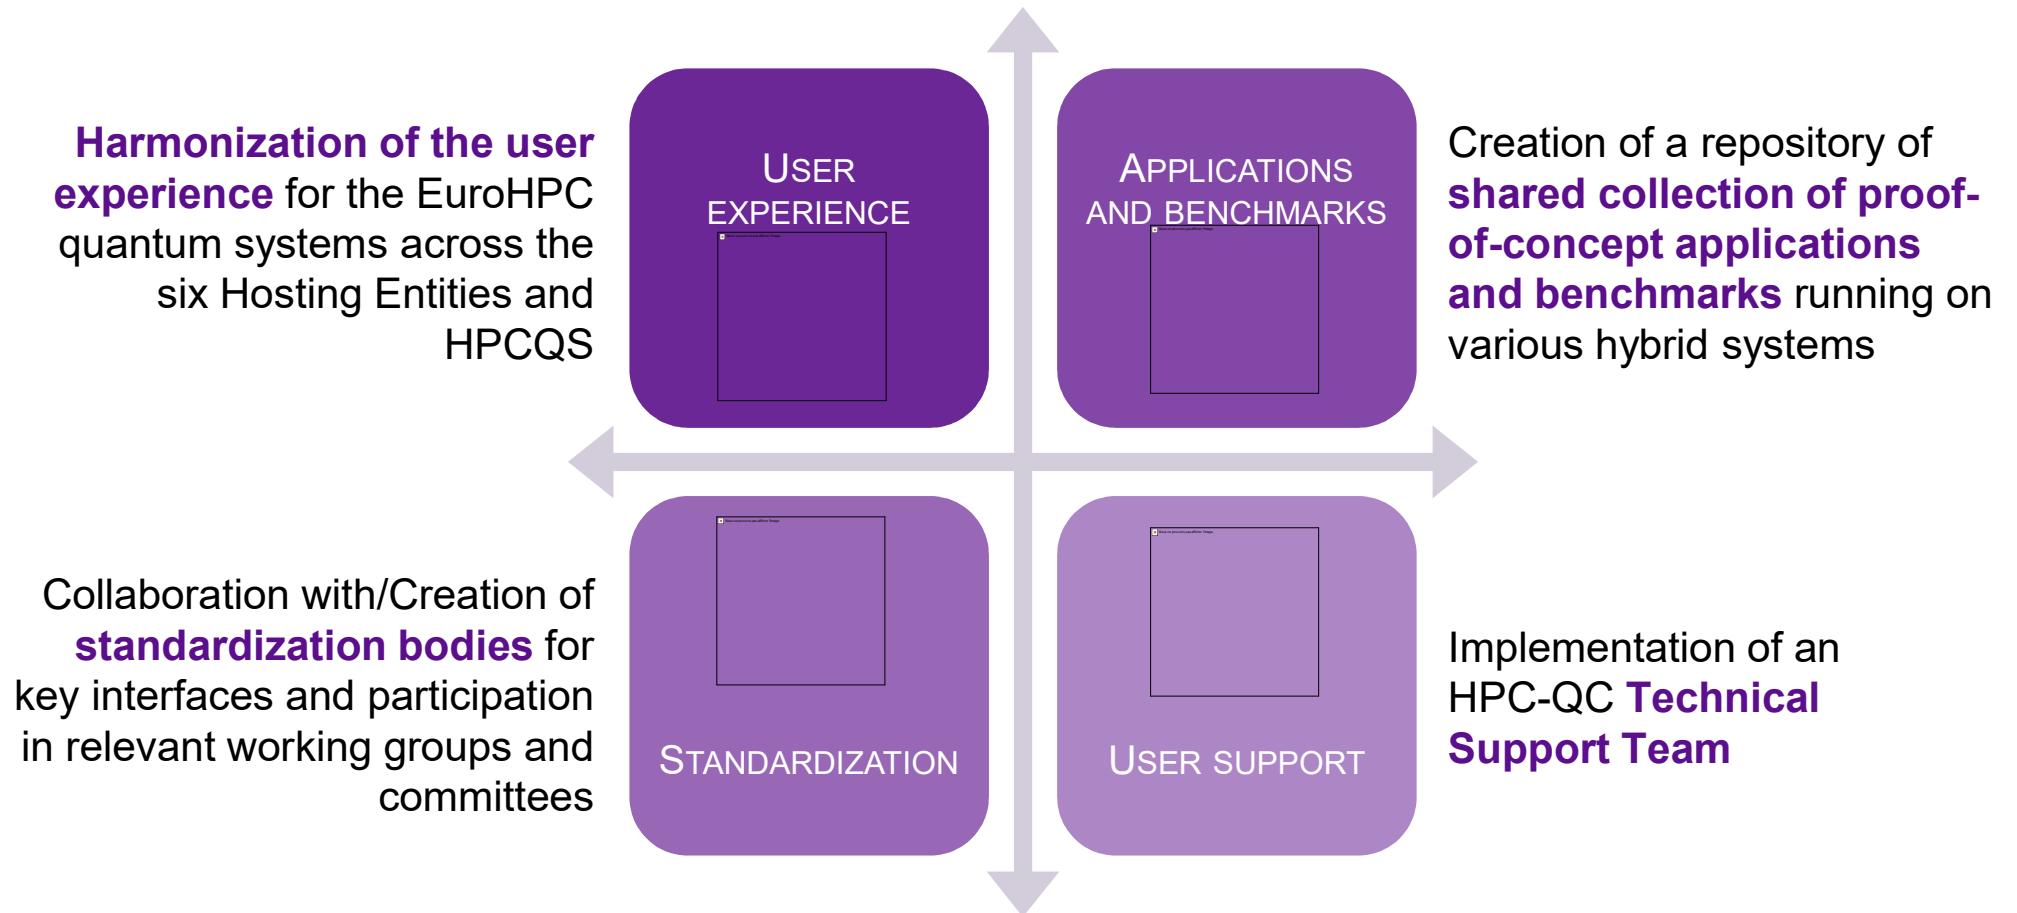 Harmonization of the user
experience for the EuroHPC
quantum systems across the
six Hosting Entities and
HPCQS
USER
EXPERIENCE
APPLICATIONS
AND BENCHMARKS
Creation of a repository of
shared collection of proof-
of-concept applications
and benchmarks running on
various hybrid systems
Collaboration with/Creation of
standardization bodies for
key interfaces and participation
in relevant working groups and
committees
STANDARDIZATION
USER SUPPORT
Implementation of an
HPC-QC Technical
Support Team